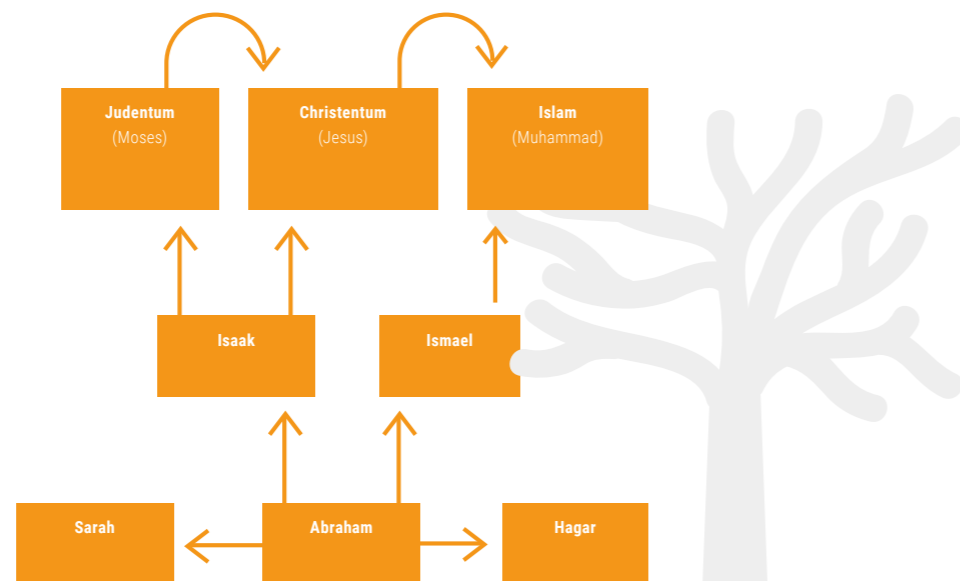 Judentum
(Moses)
Christentum
(Jesus)
Islam
(Muhammad)
Isaak
Ismael
Sarah
Abraham
Hagar